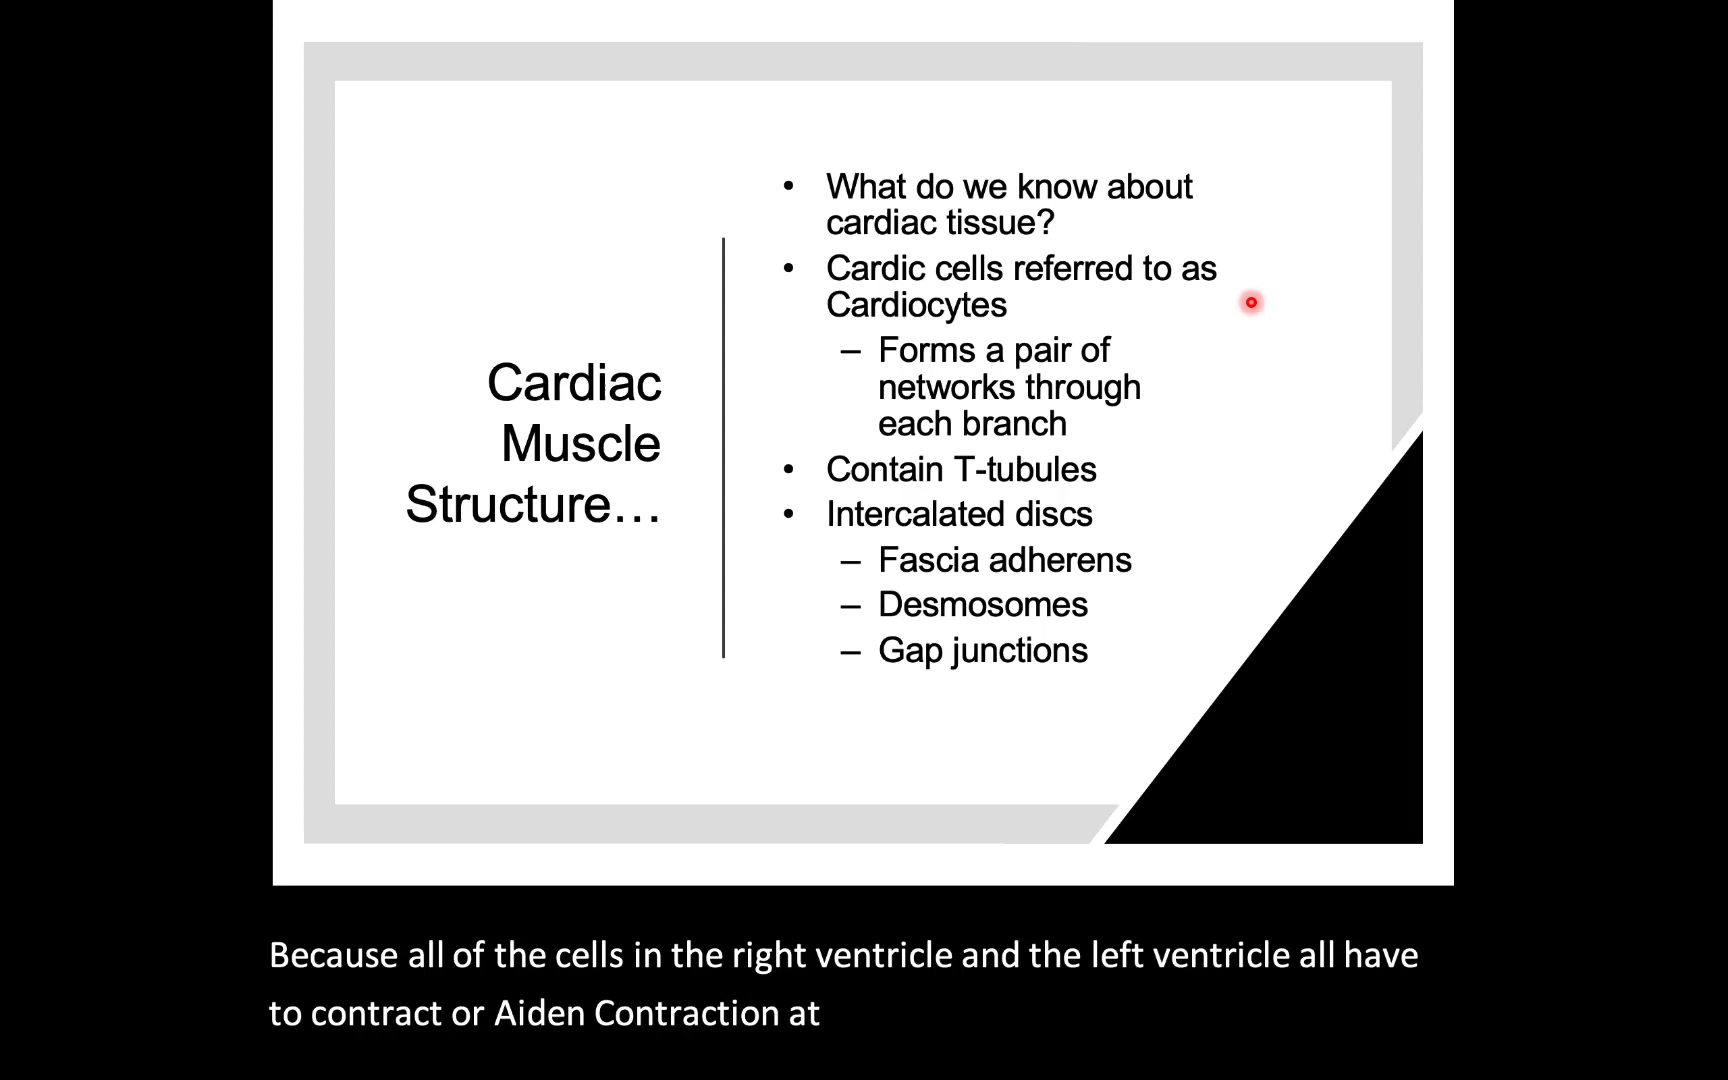 Cardiac
Muscle
Structure…
• What do we know about
cardiac tissue?
• Cardic cells referred to as
Cardiocytes
– Forms a pair of
networks through
each branch
• Contain T-tubules
• Intercalated discs
– Fascia adherens
– Desmosomes
– Gap junctions
Because all of the cells in the right ventricle and the left ventricle all have
to contract or Aiden Contraction at